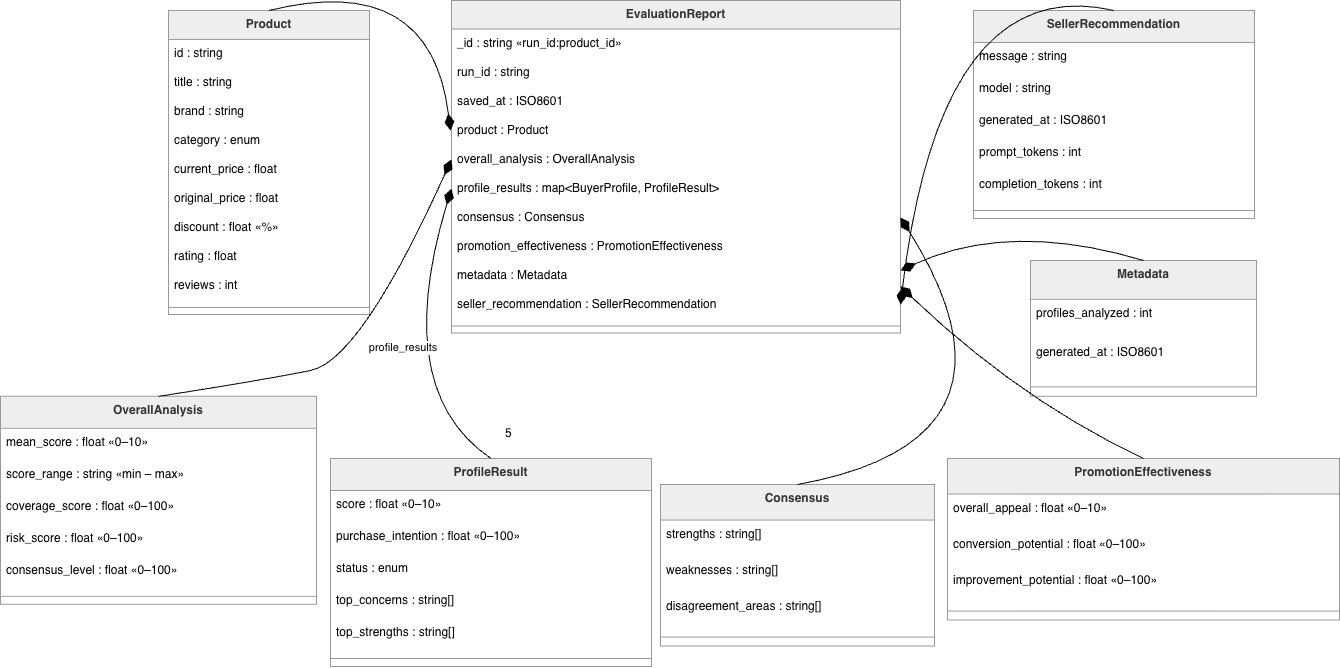 Product
id : string
title : string
brand : string
category : enum
current_price : float
original_price : float
discount : float «%»
rating : float
reviews : int
EvaluationReport
_id : string «run_id:product_id»
run_id : string
saved_at : ISO8601
product : Product
overall_analysis : OverallAnalysis
profile_results : map<BuyerProfile, ProfileResult>
consensus : Consensus
promotion_effectiveness : PromotionEffectiveness
metadata : Metadata
seller_recommendation : SellerRecommendation
SellerRecommendation
message : string
model : string
generated_at : ISO8601
prompt_tokens : int
completion_tokens : int
Metadata
profiles_analyzed : int
generated_at : ISO8601
profile_results
5
OverallAnalysis
mean_score : float «0–10»
score_range : string «min – max»
coverage_score : float «0–100»
risk_score : float «0–100»
consensus_level : float «0–100»
ProfileResult
score : float «0–10»
purchase_intention : float «0–100»
status : enum
top_concerns : string[]
top_strengths : string[]
Consensus
strengths : string[]
weaknesses : string[]
disagreement_areas : string[]
PromotionEffectiveness
overall_appeal : float «0–10»
conversion_potential : float «0–100»
improvement_potential : float «0–100»